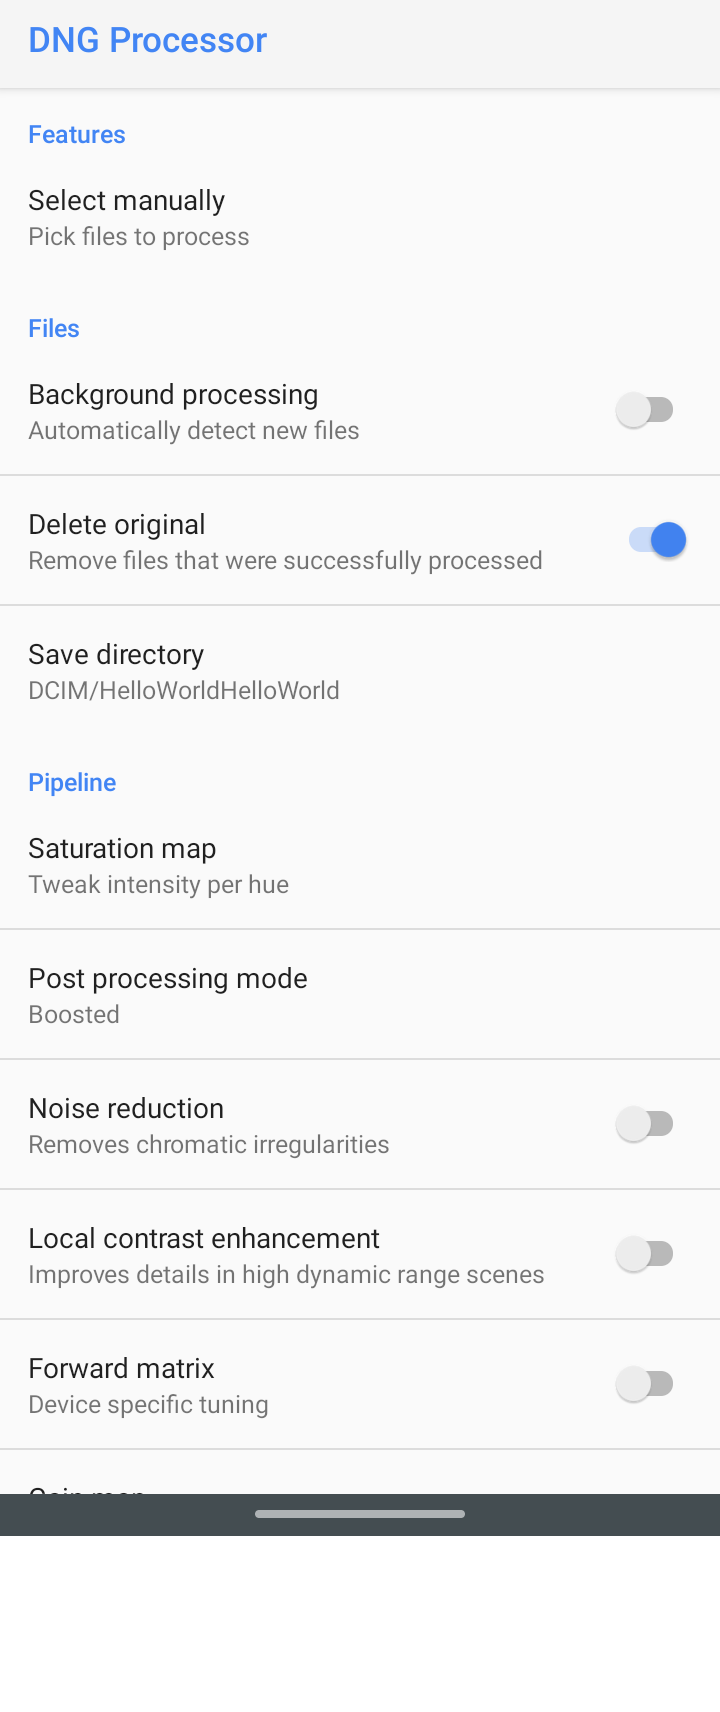 DNG Processor
Features
Select manually
Pick files to process
Files
Background processing
Automatically detect new files
Delete original
Remove files that were successfully processed
Save directory
DCIM/HelloWorldHelloWorld
Pipeline
Saturation map
Tweak intensity per hue
Post processing mode
Boosted
Noise reduction
Removes chromatic irregularities
Local contrast enhancement
Improves details in high dynamic range scenes
Forward matrix
Device specific tuning